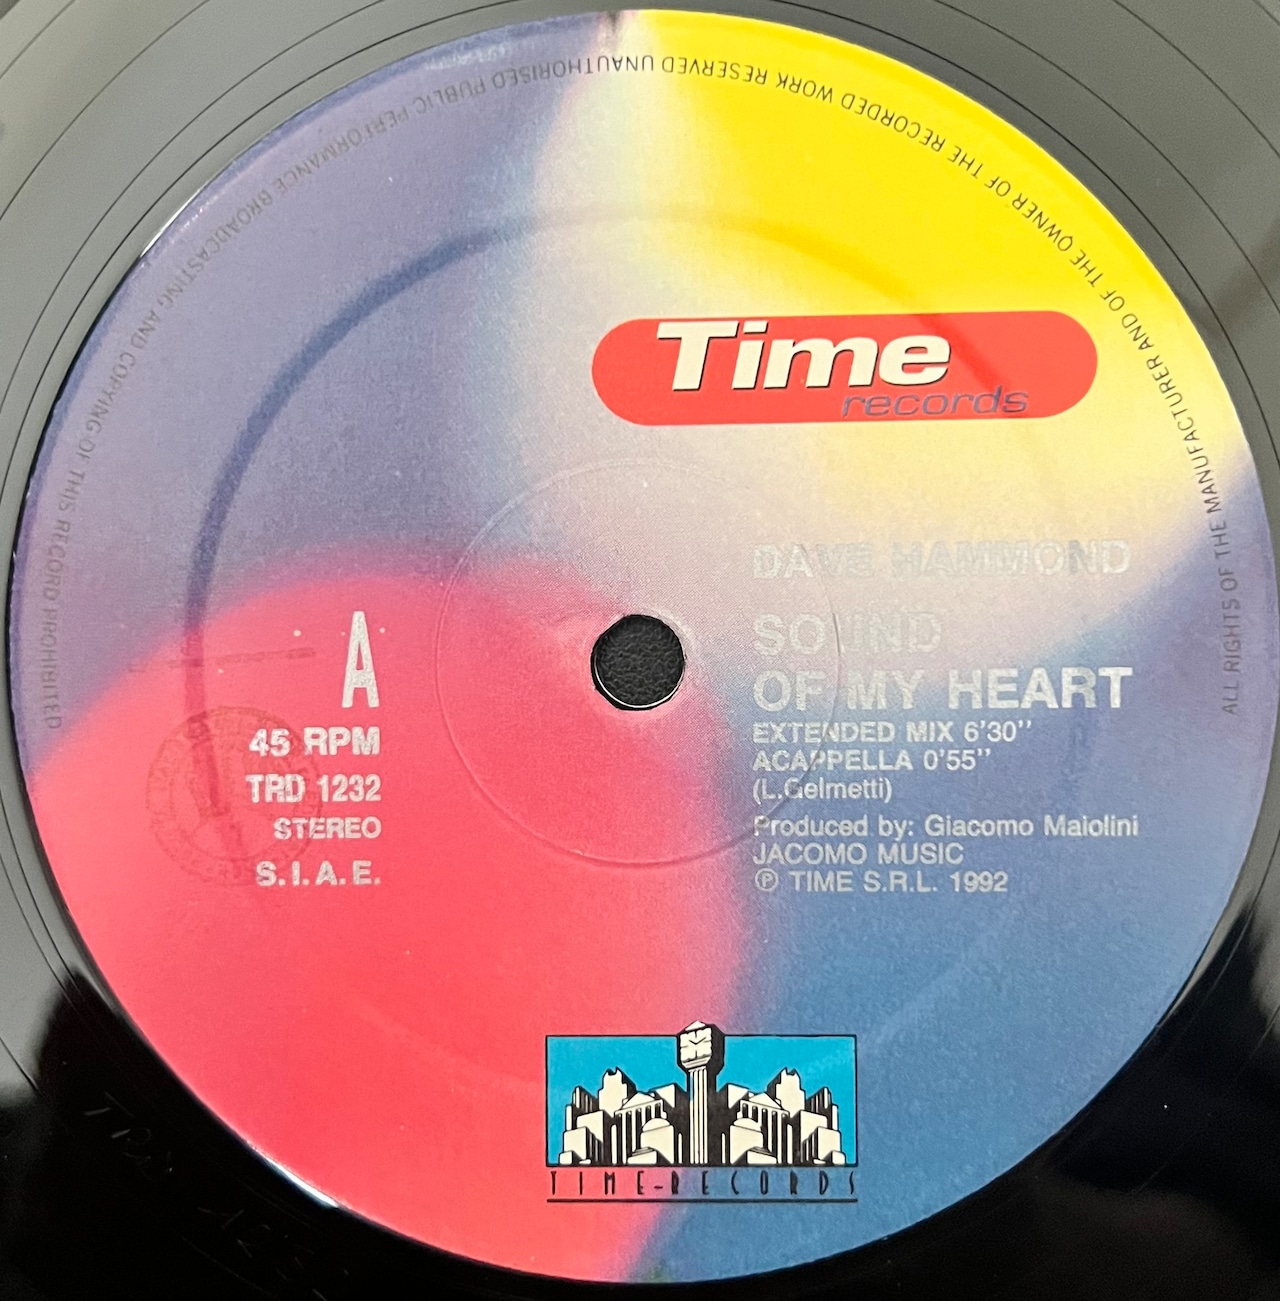 ALL RIGHTS OF THE MANUFACTURER AND OF THE OWNER OF THE RECORDED WORK RESERVED UNAUTHORISED PUBLIC PERFORMANCE BROADCASTING AND COPYING OF THIS RECORD PROHIBITED
Time
records
DAVE HAMMOND
SOUND
OF MY HEART
EXTENDED MIX 6'30''
ACAPPELLA 0'55''
(L.Gelmetti)
Produced by: Giacomo Maiolini
JACOMO MUSIC
℗ TIME S.R.L. 1992
A
45 RPM
TRD 1232
STEREO
S.I.A.E.
TIME-RECORDS